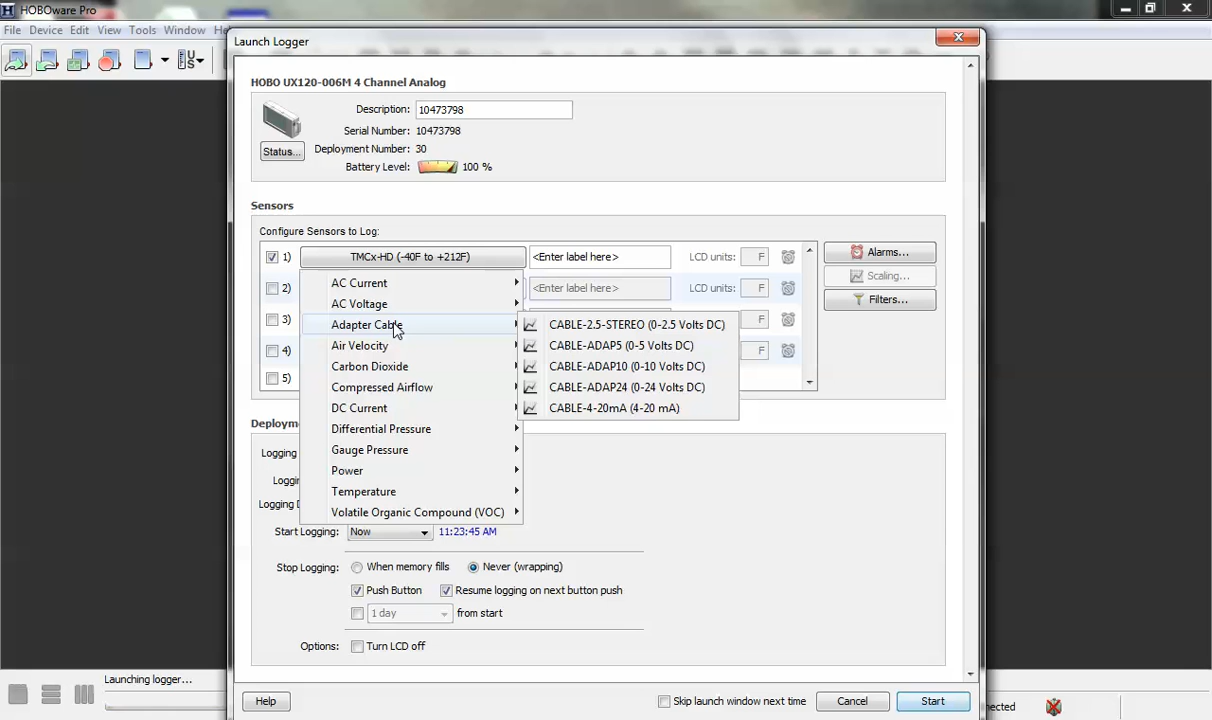 HOBOware Pro
File Device Edit View Tools Window
Launch Logger
HOBO UX120-006M 4 Channel Analog
Description: 10473798
Serial Number: 10473798
Status... Deployment Number: 30
Battery Level: 100 %
Sensors
Configure Sensors to Log:
1) TMCx-HD (-40F to +212F) <Enter label here> LCD units: F Alarms...
AC Current
2) <Enter label here> LCD units: F Scaling...
AC Voltage
Filters...
3) Adapter Cable CABLE-2.5-STEREO (0-2.5 Volts DC) F
Air Velocity CABLE-ADAP5 (0-5 Volts DC)
4) F
Carbon Dioxide CABLE-ADAP10 (0-10 Volts DC)
5) Compressed Airflow CABLE-ADAP24 (0-24 Volts DC)
DC Current CABLE-4-20mA (4-20 mA)
Differential Pressure
Gauge Pressure
Logging
Power
Temperature
Volatile Organic Compound (VOC)
Start Logging: Now 11:23:45 AM
Stop Logging: When memory fills Never (wrapping)
Push Button Resume logging on next button push
1 day from start
Options: Turn LCD off
Launching logger...
Help Skip launch window next time Cancel Start